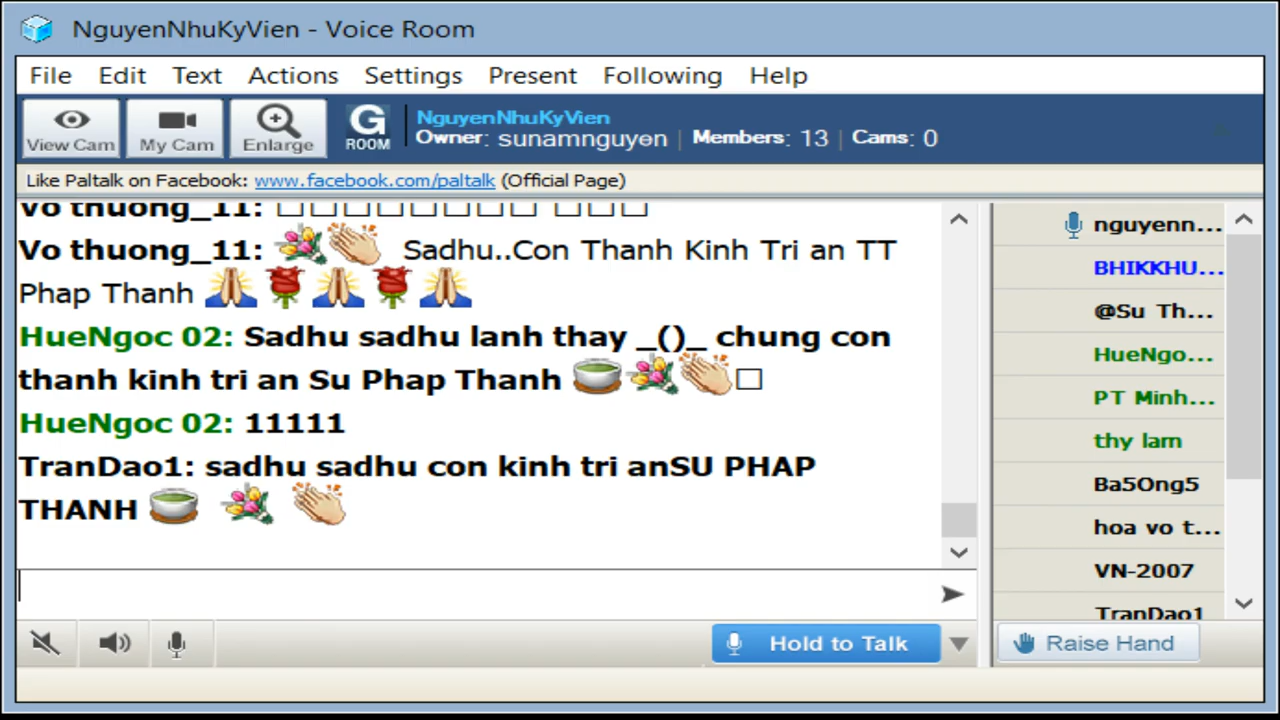 NguyenNhuKyVien - Voice Room
File Edit Text Actions Settings Present Following Help
View Cam My Cam Enlarge G ROOM
NguyenNhuKyVien
Owner: sunamnguyen | Members: 13 | Cams: 0
Like Paltalk on Facebook: www.facebook.com/paltalk (Official Page)
Vo thuong_11: □□□□□□□□ □□□
Vo thuong_11: Sadhu..Con Thanh Kinh Tri an TT
Phap Thanh
HueNgoc 02: Sadhu sadhu lanh thay _()_ chung con
thanh kinh tri an Su Phap Thanh □
HueNgoc 02: 11111
TranDao1: sadhu sadhu con kinh tri anSU PHAP
THANH
nguyenn...
BHIKKHU...
@Su Th...
HueNgo...
PT Minh...
thy lam
Ba5Ong5
hoa vo t...
VN-2007
TranDao1
Hold to Talk
Raise Hand